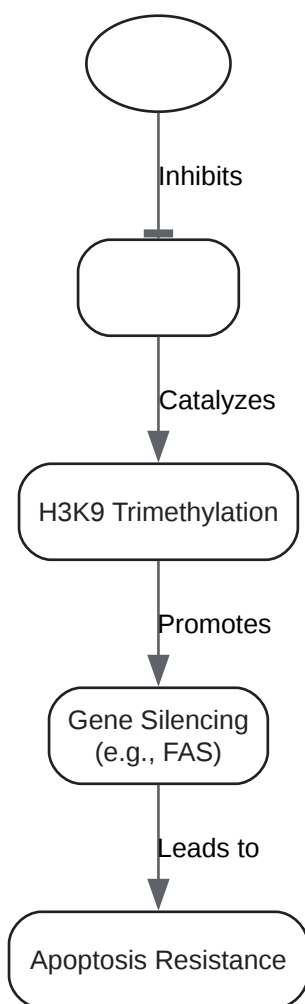 Inhibits
Catalyzes
H3K9 Trimethylation
Promotes
Gene Silencing
(e.g., FAS)
Leads to
Apoptosis Resistance